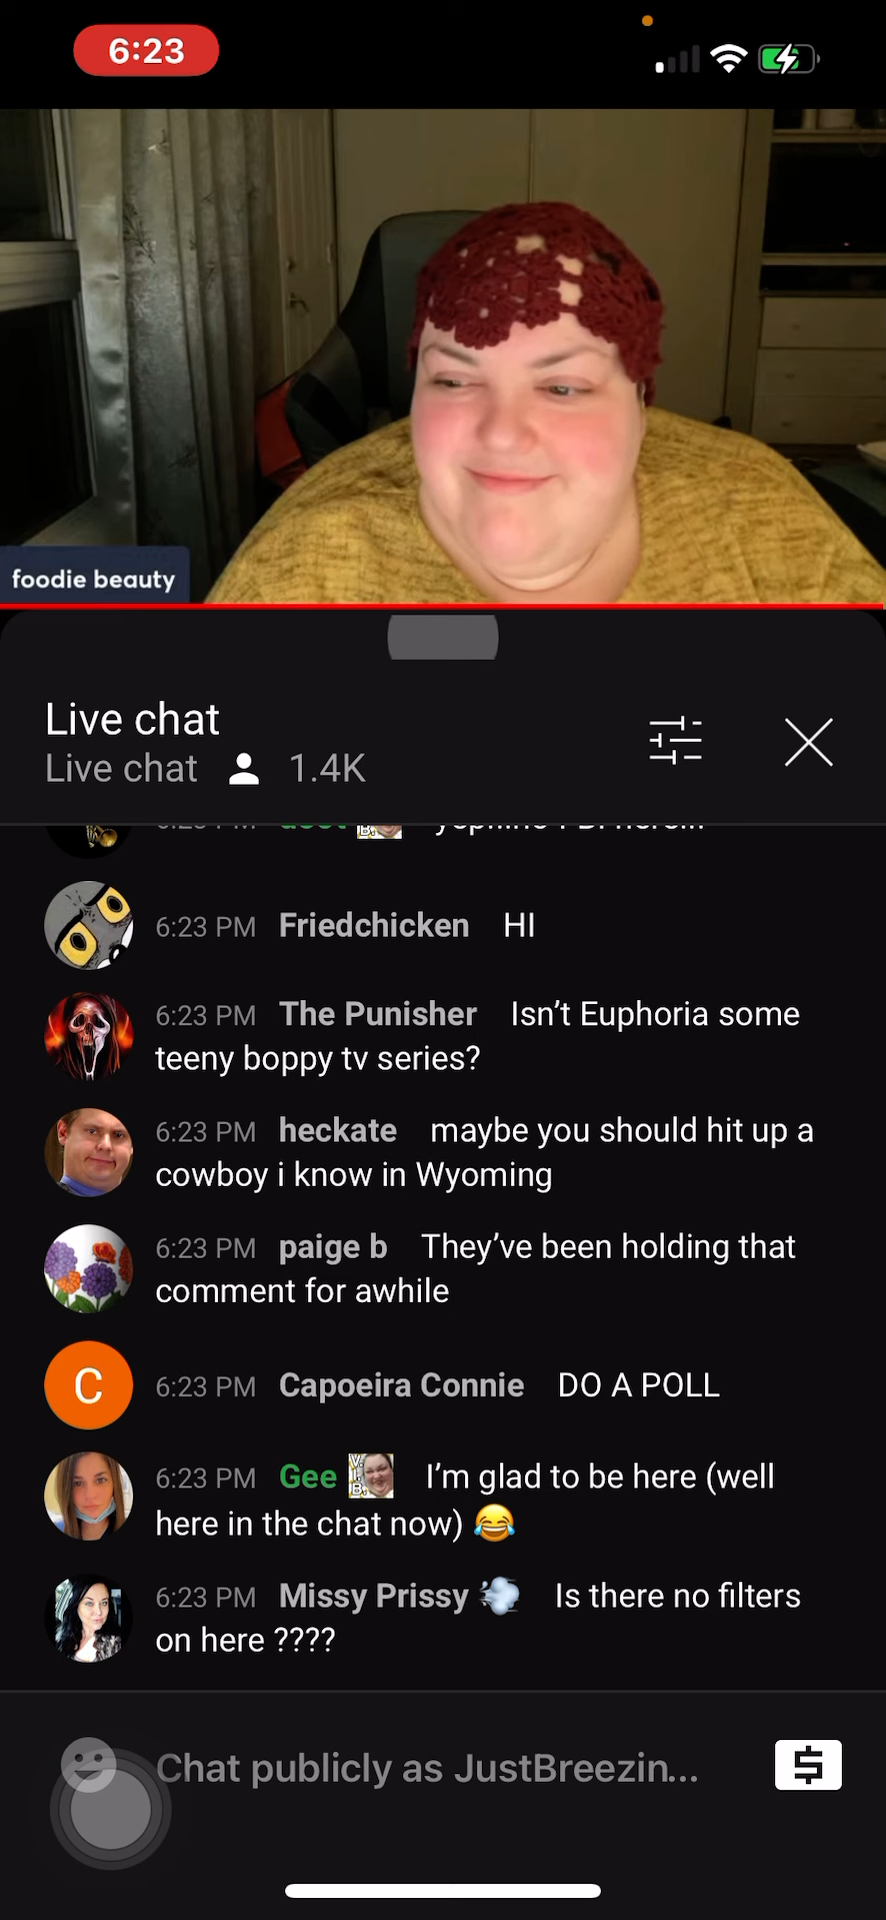 6:23
foodie beauty
Live chat
Live chat 1.4K
6:23 PM Friedchicken HI
6:23 PM The Punisher Isn’t Euphoria some
teeny boppy tv series?
6:23 PM heckate maybe you should hit up a
cowboy i know in Wyoming
6:23 PM paige b They’ve been holding that
comment for awhile
C
6:23 PM Capoeira Connie DO A POLL
6:23 PM Gee I’m glad to be here (well
here in the chat now) 😂
6:23 PM Missy Prissy 💨 Is there no filters
on here ????
Chat publicly as JustBreezin...
$